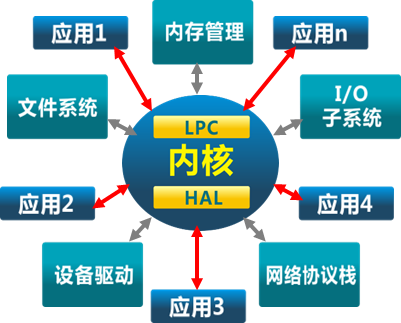 应用1
内存管理
应用n
文件系统
I/O
子系统
LPC
内核
HAL
应用2
应用4
设备驱动
网络协议栈
应用3